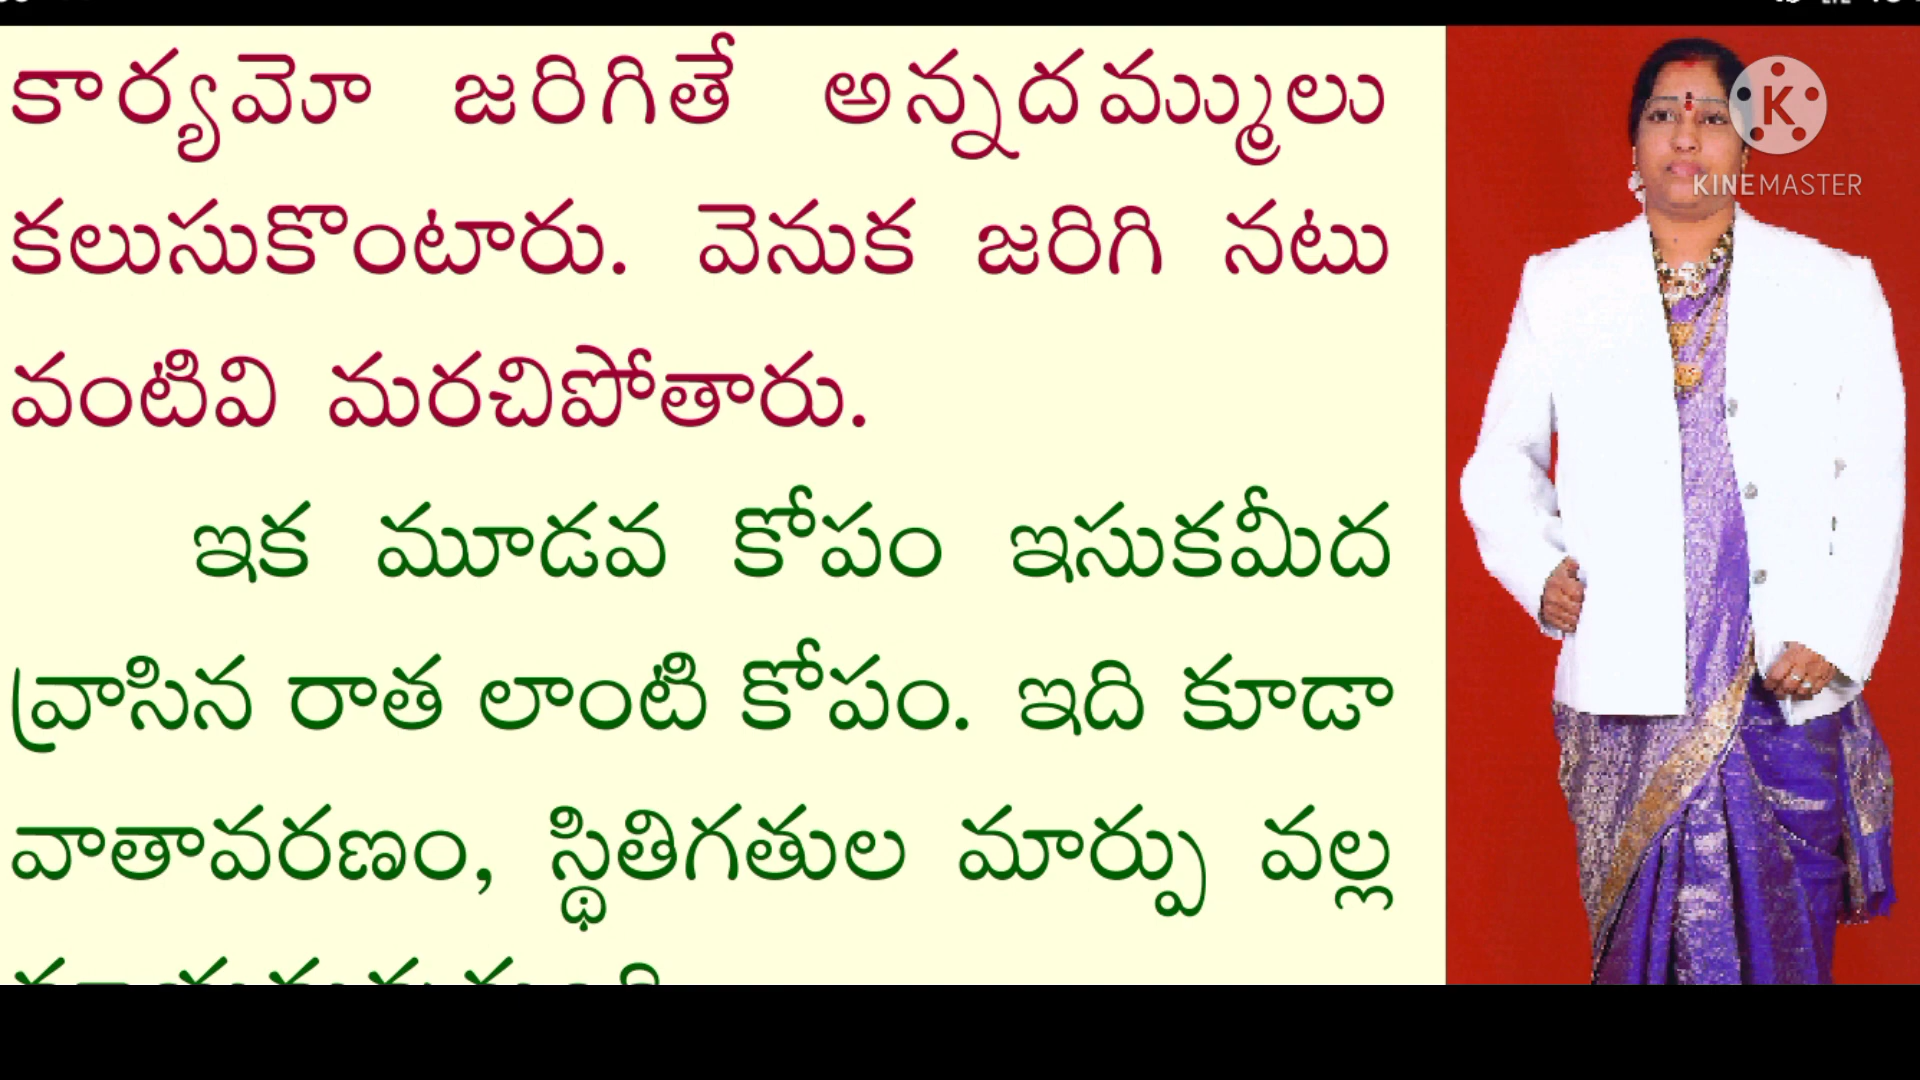 కార్యమో జరిగితే అన్నదమ్ములు
కలుసుకొంటారు. వెనుక జరిగి నటు
వంటివి మరచిపోతారు.
ఇక మూడవ కోపం ఇసుకమీద
వ్రాసిన రాత లాంటి కోపం. ఇది కూడా
వాతావరణం, స్థితిగతుల మార్పు వల్ల
K
KINEMASTER